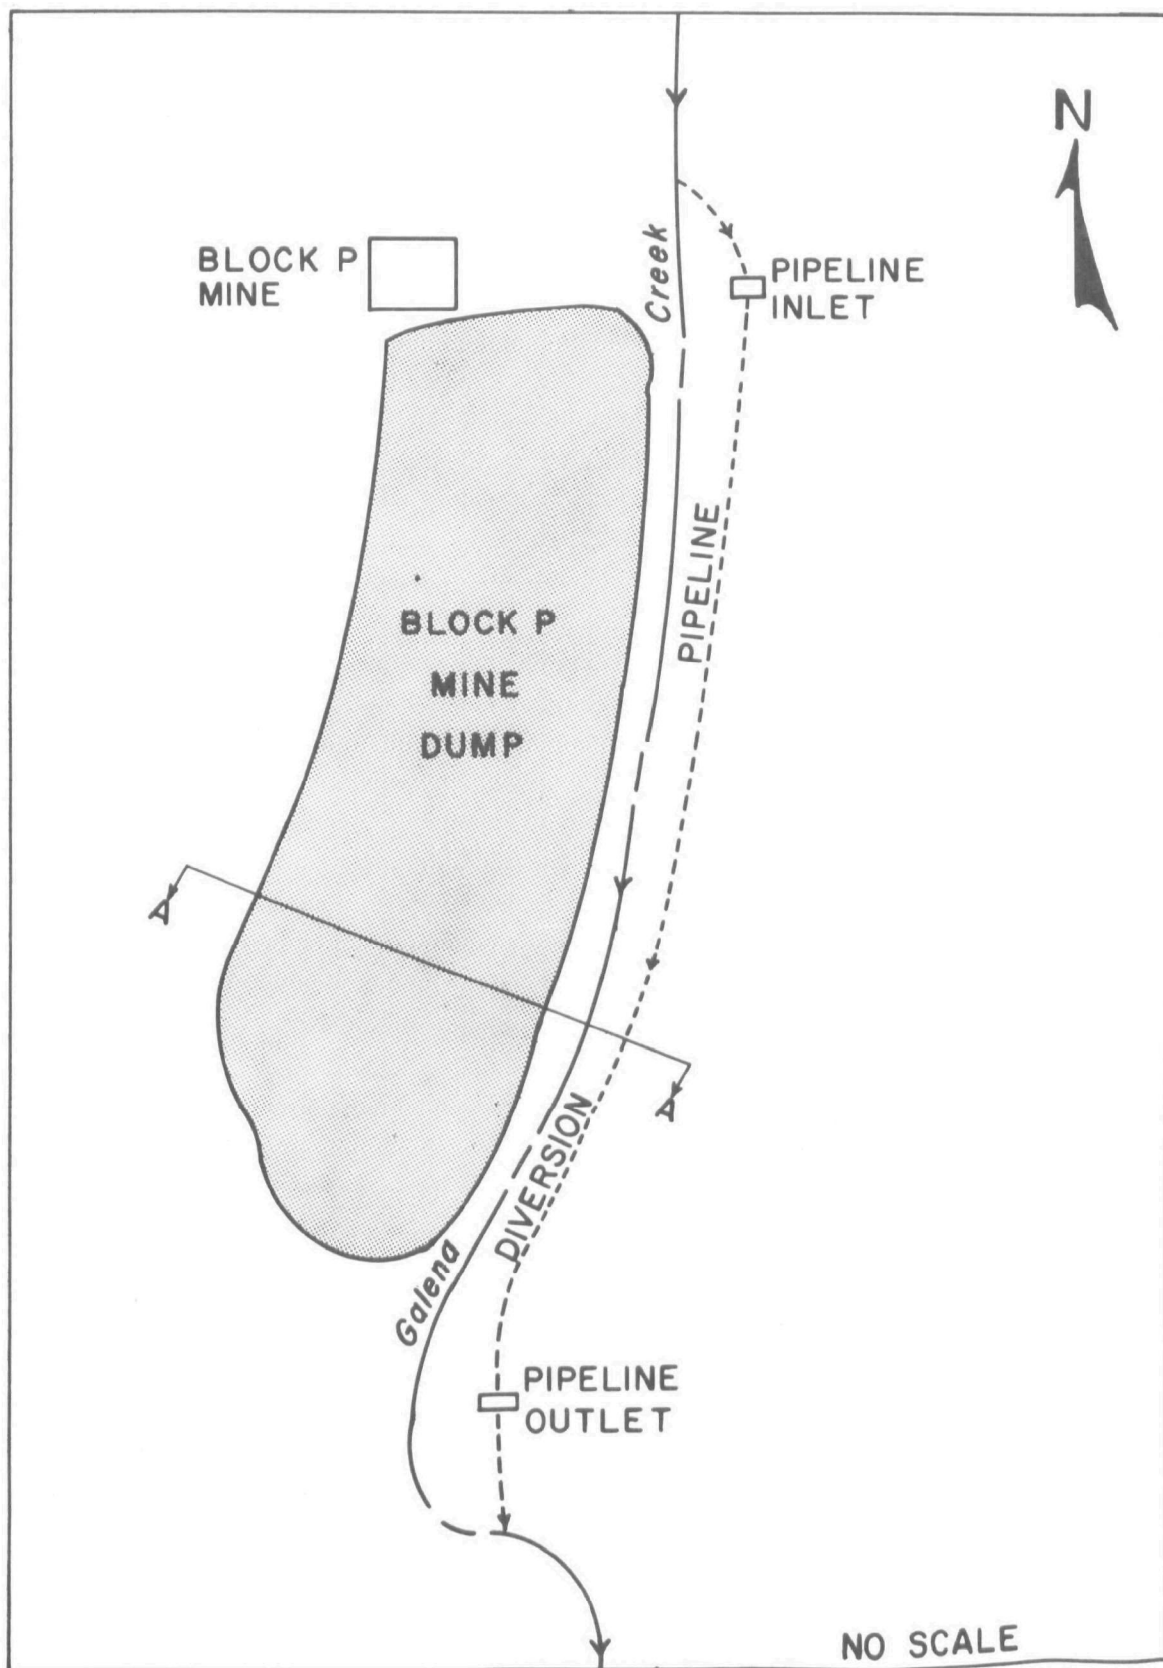 N
BLOCK P
MINE
Creek
PIPELINE
INLET
PIPELINE
BLOCK P
MINE
DUMP
A
A
DIVERSION
Galena
PIPELINE
OUTLET
NO SCALE